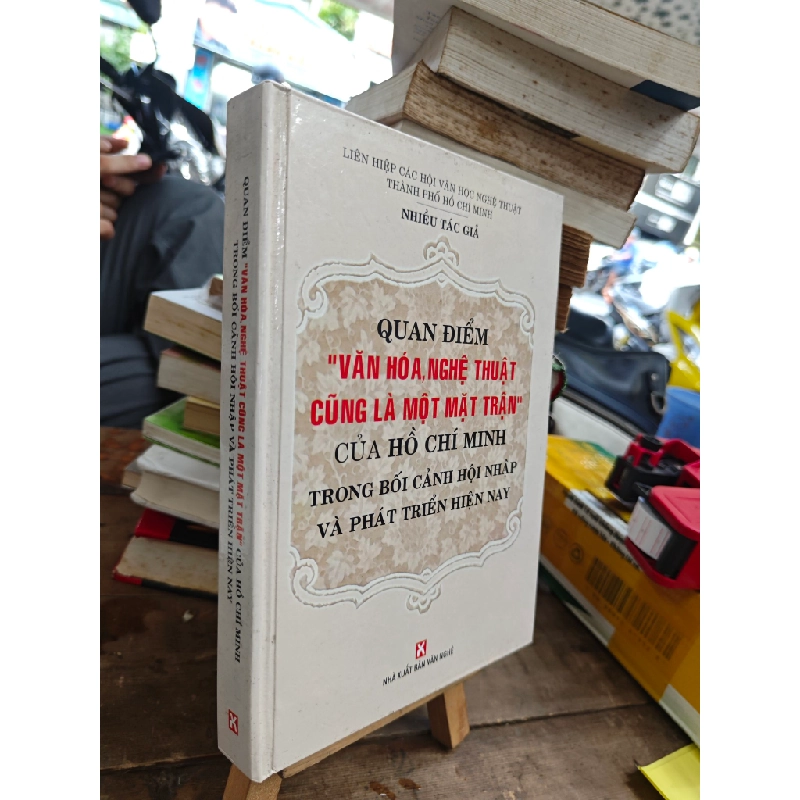 LIÊN HIỆP CÁC HỘI VĂN HỌC NGHỆ THUẬT
THÀNH PHỐ HỒ CHÍ MINH
NHIỀU TÁC GIẢ
QUAN ĐIỂM
"VĂN HÓA, NGHỆ THUẬT
CŨNG LÀ MỘT MẶT TRẬN"
CỦA HỒ CHÍ MINH
TRONG BỐI CẢNH HỘI NHẬP
VÀ PHÁT TRIỂN HIỆN NAY
NHÀ XUẤT BẢN VĂN NGHỆ
QUAN ĐIỂM "VĂN HÓA, NGHỆ THUẬT CŨNG LÀ MỘT MẶT TRẬN" CỦA HỒ CHÍ MINH
TRONG BỐI CẢNH HỘI NHẬP VÀ PHÁT TRIỂN HIỆN NAY